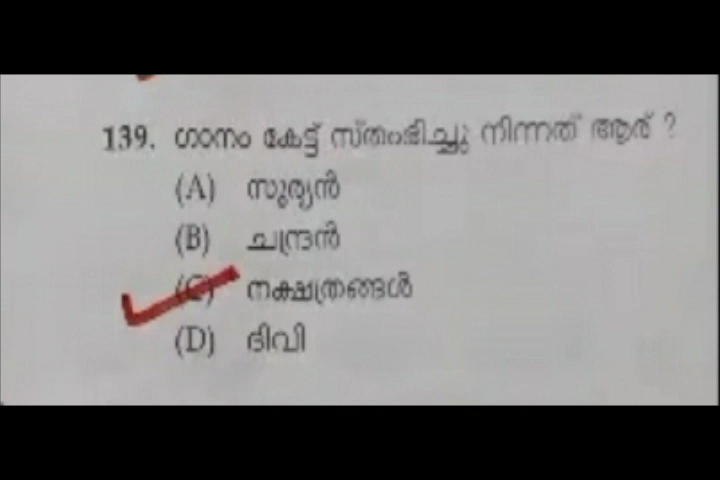 139. ഗാനം കേട്ട് സ്തംഭിച്ചു നിന്നത് ആര് ?
(A) സൂര്യൻ
(B) ചന്ദ്രൻ
(C) നക്ഷത്രങ്ങൾ
(D) ദിവി